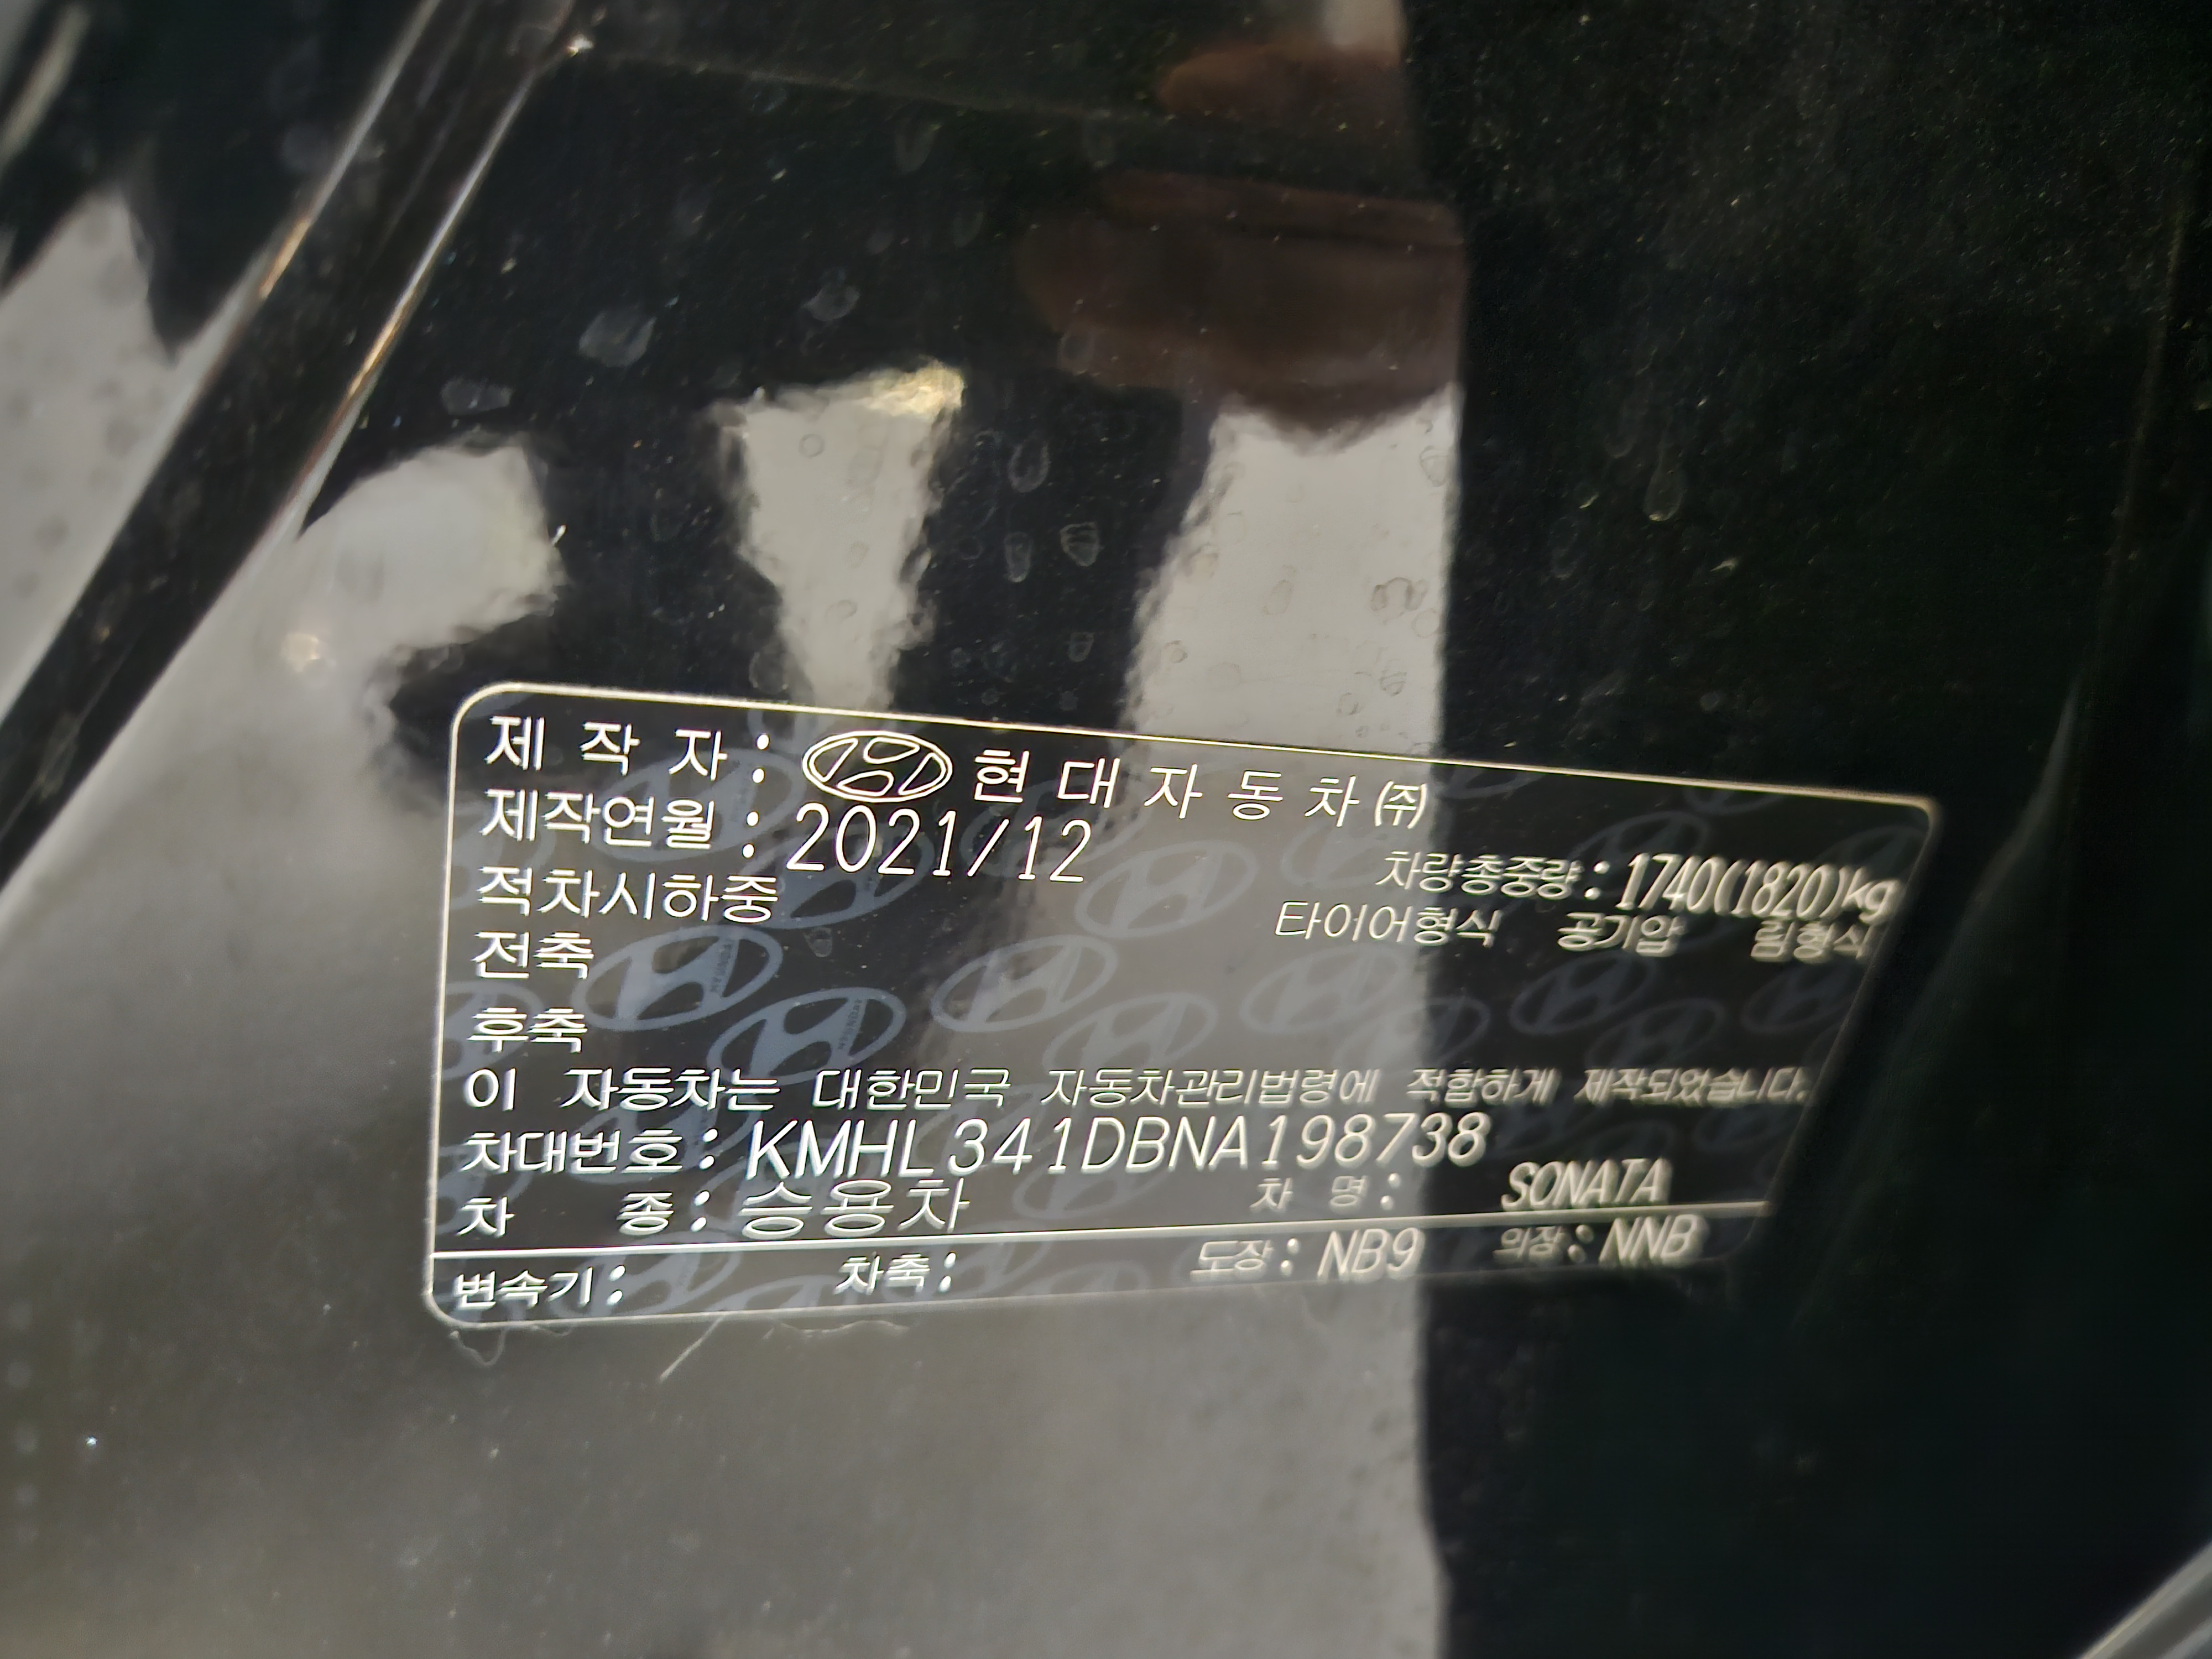 제 작 자 : 현 대 자 동 차 ㈜
제작연월 : 2021/12
차량총중량 : 1740(1820)kg
적차시하중
타이어형식 공기압 림형식
전축
후축
이 자동차는 대한민국 자동차관리법령에 적합하게 제작되었습니다.
차대번호 : KMHL341DBNA198738
차 종 : 승용차 차 명 : SONATA
변속기 : 차축 : 도장 : NB9 의장 : NNB